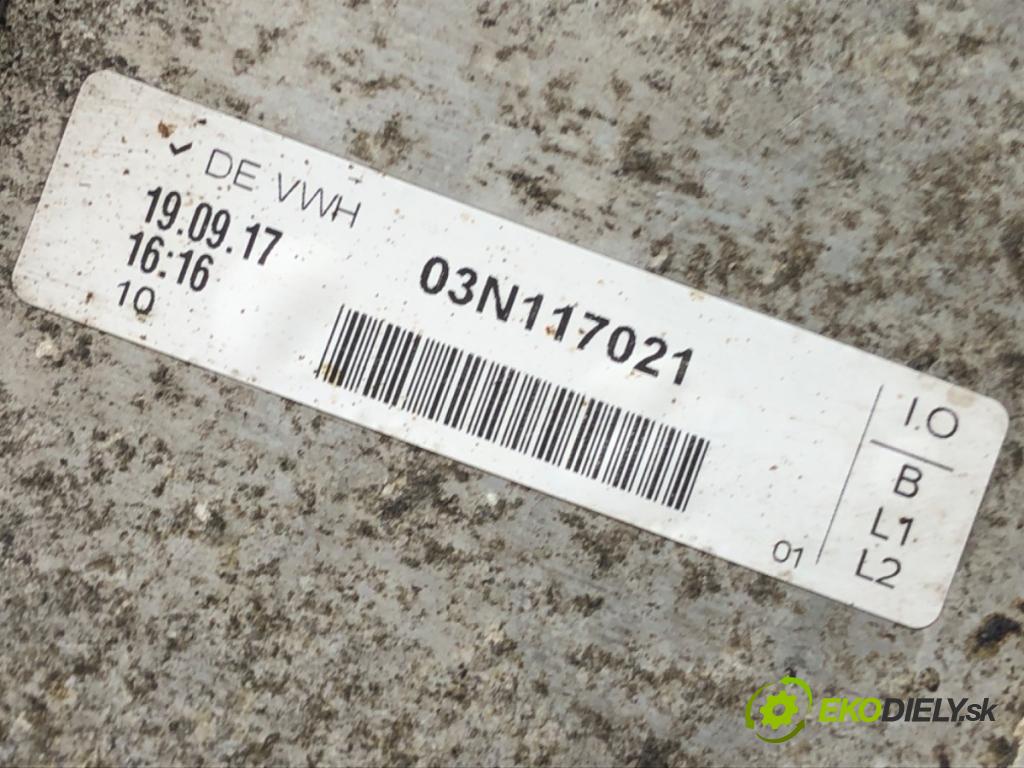 DE VWH
19.09.17
16:16
10
03N117021
01
I.O
B
L1
L2
EKODIELY.sk